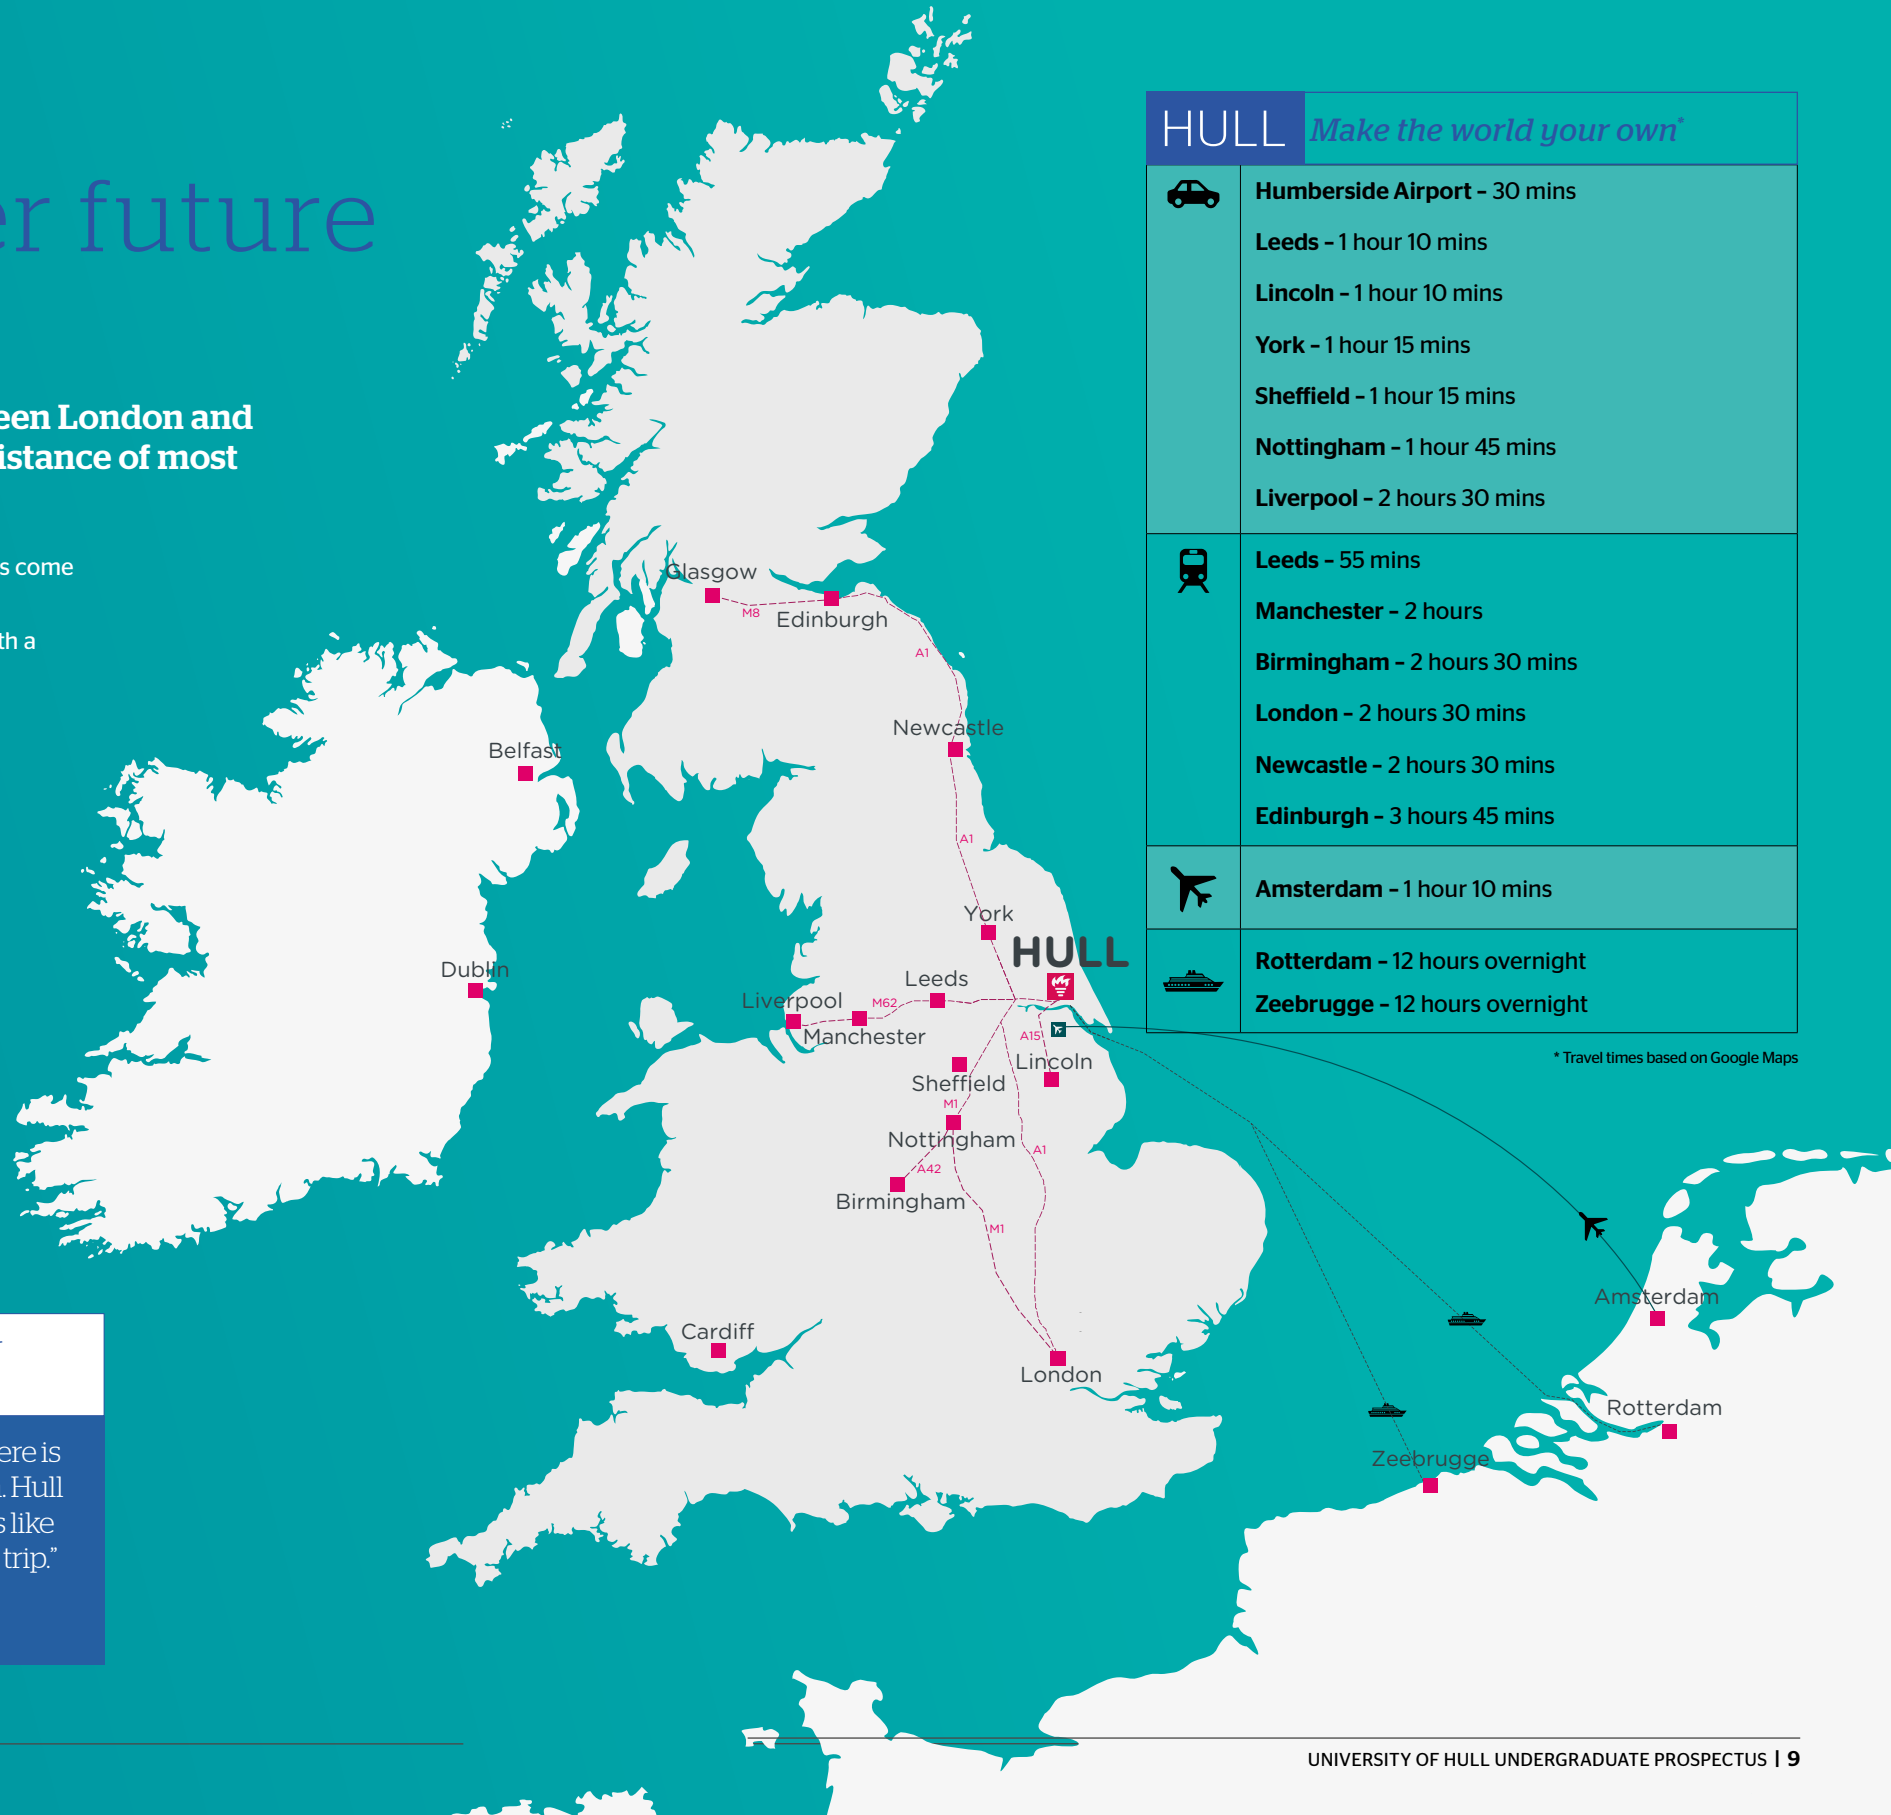 er future
een London and
istance of most
s come
th a
ere is
. Hull
s like
trip.”
HULL Make the world your own*
Humberside Airport – 30 mins
Leeds – 1 hour 10 mins
Lincoln – 1 hour 10 mins
York – 1 hour 15 mins
Sheffield – 1 hour 15 mins
Nottingham – 1 hour 45 mins
Liverpool – 2 hours 30 mins
Leeds – 55 mins
Manchester – 2 hours
Birmingham – 2 hours 30 mins
London – 2 hours 30 mins
Newcastle – 2 hours 30 mins
Edinburgh – 3 hours 45 mins
Amsterdam – 1 hour 10 mins
Rotterdam – 12 hours overnight
Zeebrugge – 12 hours overnight
* Travel times based on Google Maps
Glasgow
M8
Edinburgh
A1
Newcastle
Belfast
A1
York
HULL
Dublin
Leeds
Liverpool
M62
Manchester
A15
Lincoln
Sheffield
M1
Nottingham
A1
A42
Birmingham
M1
Cardiff
London
Amsterdam
Rotterdam
Zeebrugge
UNIVERSITY OF HULL UNDERGRADUATE PROSPECTUS | 9